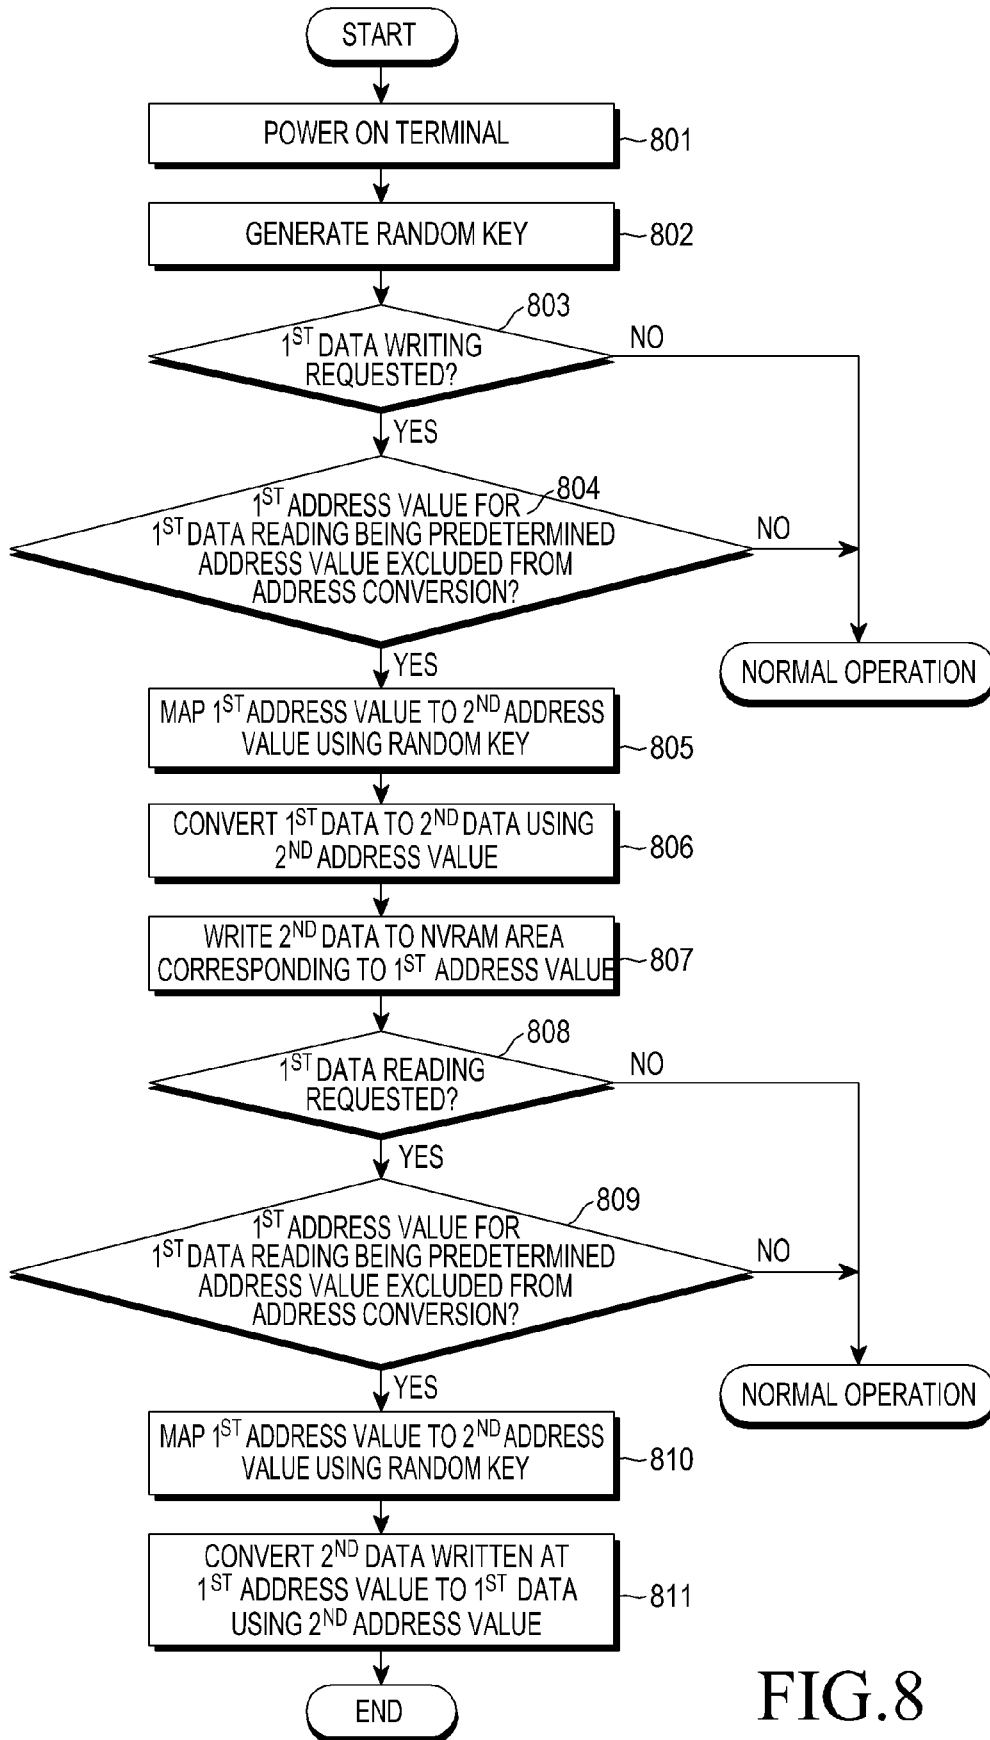 START
POWER ON TERMINAL
801
GENERATE RANDOM KEY
802
803
1ST DATA WRITING
REQUESTED?
NO
YES
804
1ST ADDRESS VALUE FOR
1ST DATA READING BEING PREDETERMINED
ADDRESS VALUE EXCLUDED FROM
ADDRESS CONVERSION?
NO
YES
NORMAL OPERATION
MAP 1ST ADDRESS VALUE TO 2ND ADDRESS
VALUE USING RANDOM KEY
805
CONVERT 1ST DATA TO 2ND DATA USING
2ND ADDRESS VALUE
806
WRITE 2ND DATA TO NVRAM AREA
CORRESPONDING TO 1ST ADDRESS VALUE
807
808
1ST DATA READING
REQUESTED?
NO
YES
809
1ST ADDRESS VALUE FOR
1ST DATA READING BEING PREDETERMINED
ADDRESS VALUE EXCLUDED FROM
ADDRESS CONVERSION?
NO
YES
NORMAL OPERATION
MAP 1ST ADDRESS VALUE TO 2ND ADDRESS
VALUE USING RANDOM KEY
810
CONVERT 2ND DATA WRITTEN AT
1ST ADDRESS VALUE TO 1ST DATA
USING 2ND ADDRESS VALUE
811
END
FIG.8